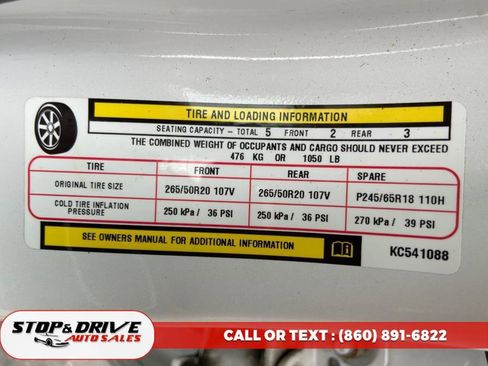 TIRE AND LOADING INFORMATION
SEATING CAPACITY - TOTAL 5 FRONT 2 REAR 3
THE COMBINED WEIGHT OF OCCUPANTS AND CARGO SHOULD NEVER EXCEED
476 KG OR 1050 LB
TIRE FRONT REAR SPARE
ORIGINAL TIRE SIZE 265/50R20 107V 265/50R20 107V P245/65R18 110H
COLD TIRE INFLATION PRESSURE 250 kPa / 36 PSI 250 kPa / 36 PSI 270 kPa / 39 PSI
SEE OWNERS MANUAL FOR ADDITIONAL INFORMATION KC541088
STOP & DRIVE
AUTO SALES
CALL OR TEXT : (860) 891-6822